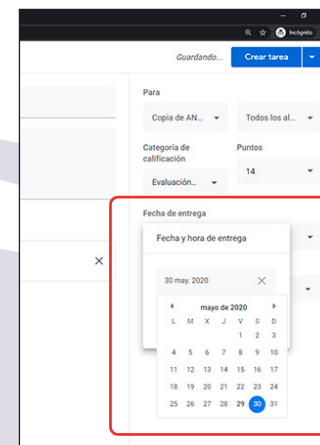 Incógnito
Guardando...
Crear tarea
Para
Copia de AN...
Todos los al...
Categoría de calificación
Puntos
Evaluación...
14
Fecha de entrega
Fecha y hora de entrega
30 may. 2020
mayo de 2020
L M X J V S D
1 2 3
4 5 6 7 8 9 10
11 12 13 14 15 16 17
18 19 20 21 22 23 24
25 26 27 28 29 30 31